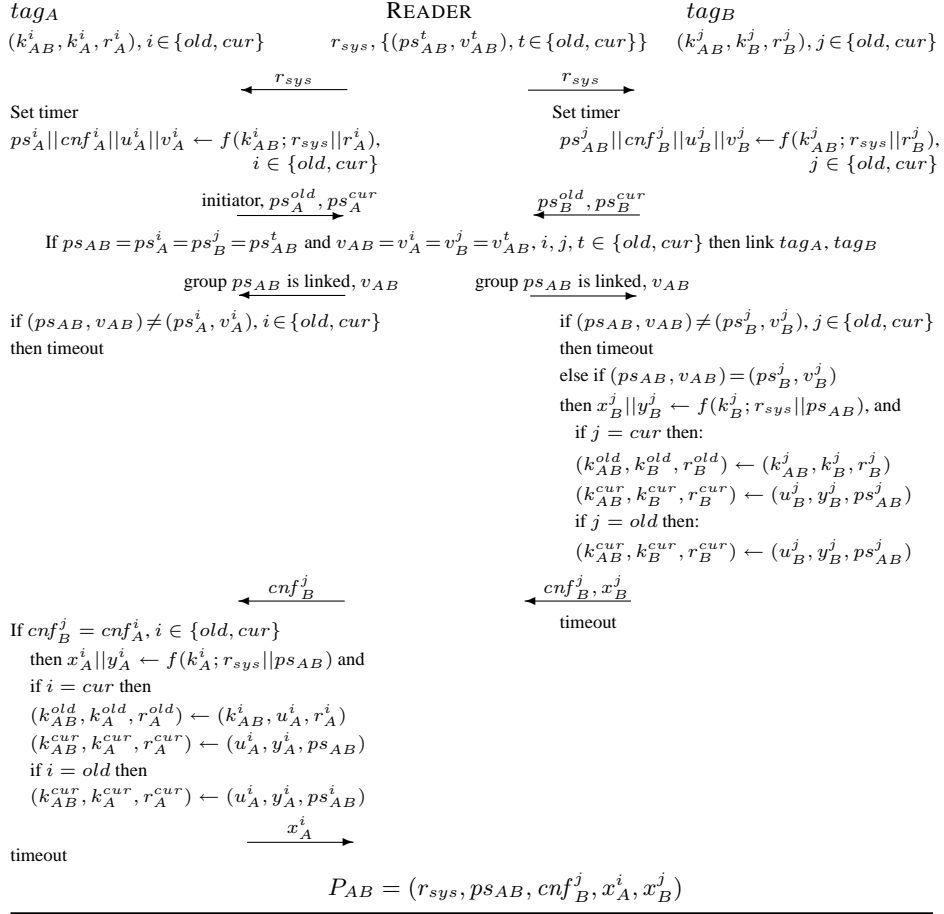 tag_A READER tag_B
(k^i_{AB}, k^i_A, r^i_A), i∈{old, cur} r_{sys}, {(ps^t_{AB}, v^t_{AB}), t∈{old, cur}} (k^j_{AB}, k^j_B, r^j_B), j∈{old, cur}
r_{sys} r_{sys}
Set timer Set timer
ps^i_A||cnf^i_A||u^i_A||v^i_A ← f(k^i_{AB}; r_{sys}||r^i_A), ps^j_{AB}||cnf^j_B||u^j_B||v^j_B ← f(k^j_{AB}; r_{sys}||r^j_B),
i ∈ {old, cur} j ∈ {old, cur}
initiator, ps^{old}_A, ps^{cur}_A ps^{old}_B, ps^{cur}_B
If ps_{AB} = ps^i_A = ps^j_B = ps^t_{AB} and v_{AB} = v^i_A = v^j_B = v^t_{AB}, i, j, t ∈ {old, cur} then link tag_A, tag_B
group ps_{AB} is linked, v_{AB} group ps_{AB} is linked, v_{AB}
if (ps_{AB}, v_{AB}) ≠ (ps^i_A, v^i_A), i∈{old, cur} if (ps_{AB}, v_{AB}) ≠ (ps^j_B, v^j_B), j∈{old, cur}
then timeout then timeout
else if (ps_{AB}, v_{AB}) = (ps^j_B, v^j_B)
then x^j_B||y^j_B ← f(k^j_B; r_{sys}||ps_{AB}), and
if j = cur then:
(k^{old}_{AB}, k^{old}_B, r^{old}_B) ← (k^j_{AB}, k^j_B, r^j_B)
(k^{cur}_{AB}, k^{cur}_B, r^{cur}_B) ← (u^j_B, y^j_B, ps^j_{AB})
if j = old then:
(k^{cur}_{AB}, k^{cur}_B, r^{cur}_B) ← (u^j_B, y^j_B, ps^j_{AB})
cnf^j_B cnf^j_B, x^j_B
timeout
If cnf^j_B = cnf^i_A, i ∈ {old, cur}
then x^i_A||y^i_A ← f(k^i_A; r_{sys}||ps_{AB}) and
if i = cur then
(k^{old}_{AB}, k^{old}_A, r^{old}_A) ← (k^i_{AB}, u^i_A, r^i_A)
(k^{cur}_{AB}, k^{cur}_A, r^{cur}_A) ← (u^i_A, y^i_A, ps_{AB})
if i = old then
(k^{cur}_{AB}, k^{cur}_A, r^{cur}_A) ← (u^i_A, y^i_A, ps^i_{AB})
x^i_A
timeout
P_{AB} = (r_{sys}, ps_{AB}, cnf^j_B, x^i_A, x^j_B)